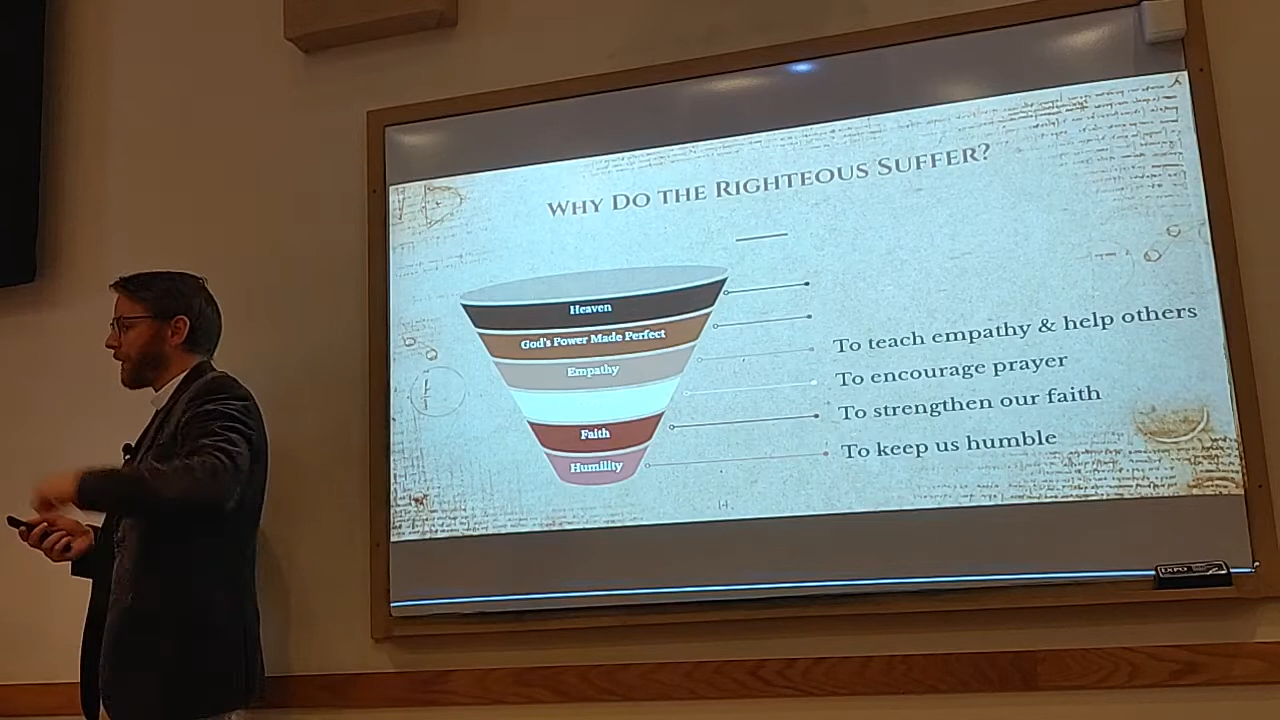 WHY DO THE RIGHTEOUS SUFFER?
Heaven
God's Power Made Perfect
Empathy
Faith
Humility
To teach empathy & help others
To encourage prayer
To strengthen our faith
To keep us humble
14
EXPO